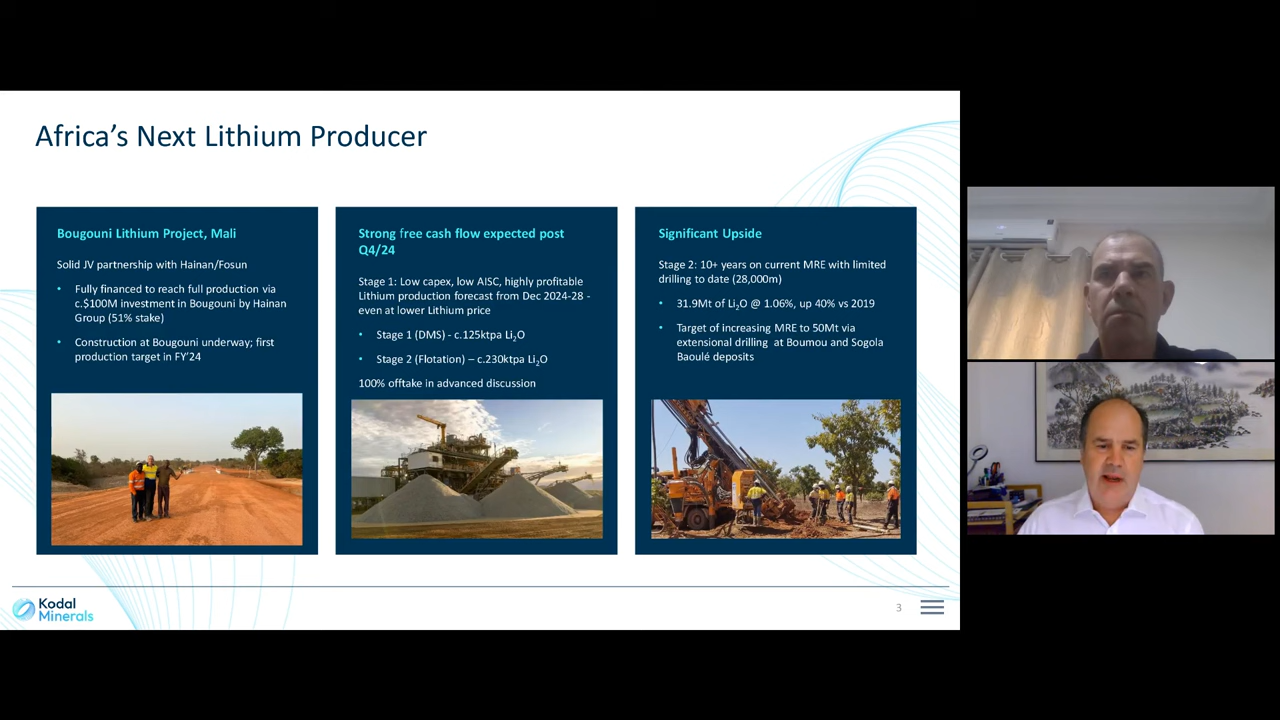 Africa’s Next Lithium Producer
Bougouni Lithium Project, Mali
Solid JV partnership with Hainan/Fosun
• Fully financed to reach full production via
c.$100M investment in Bougouni by Hainan
Group (51% stake)
• Construction at Bougouni underway; first
production target in FY’24
Strong free cash flow expected post
Q4/24
Stage 1: Low capex, low AISC, highly profitable
Lithium production forecast from Dec 2024-28 -
even at lower Lithium price
• Stage 1 (DMS) - c.125ktpa Li₂O
• Stage 2 (Flotation) – c.230ktpa Li₂O
100% offtake in advanced discussion
Significant Upside
Stage 2: 10+ years on current MRE with limited
drilling to date (28,000m)
• 31.9Mt of Li₂O @ 1.06%, up 40% vs 2019
• Target of increasing MRE to 50Mt via
extensional drilling at Boumou and Sogola
Baoulé deposits
Kodal
Minerals
3